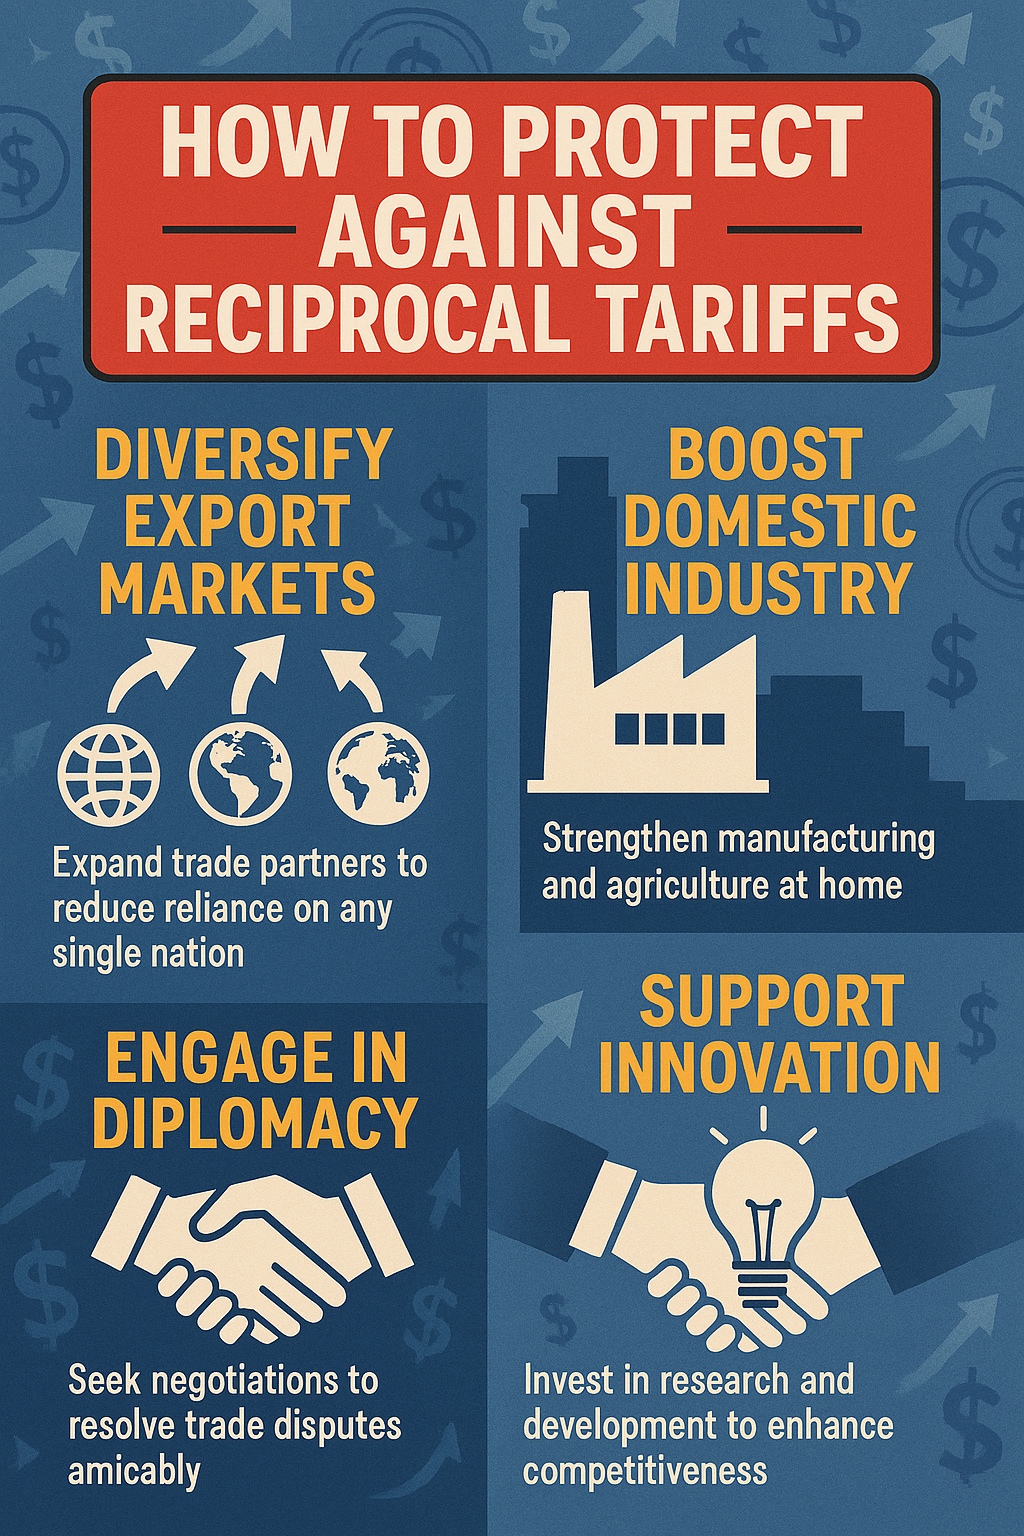 HOW TO PROTECT
AGAINST
RECIPROCAL TARIFFS
DIVERSIFY
EXPORT
MARKETS
Expand trade partners to
reduce reliance on any
single nation
BOOST
DOMESTIC
INDUSTRY
Strengthen manufacturing
and agriculture at home
ENGAGE IN
DIPLOMACY
Seek negotiations to
resolve trade disputes
amicably
SUPPORT
INNOVATION
Invest in research and
development to enhance
competitiveness